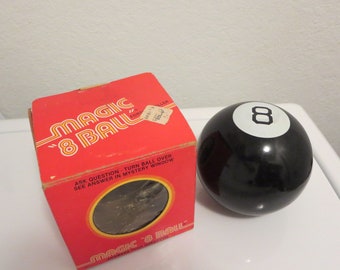 MAGIC
"8 BALL"
ASK QUESTION TURN BALL OVER
SEE ANSWER IN MYSTERY WINDOW
MAGIC "8 BALL"
8